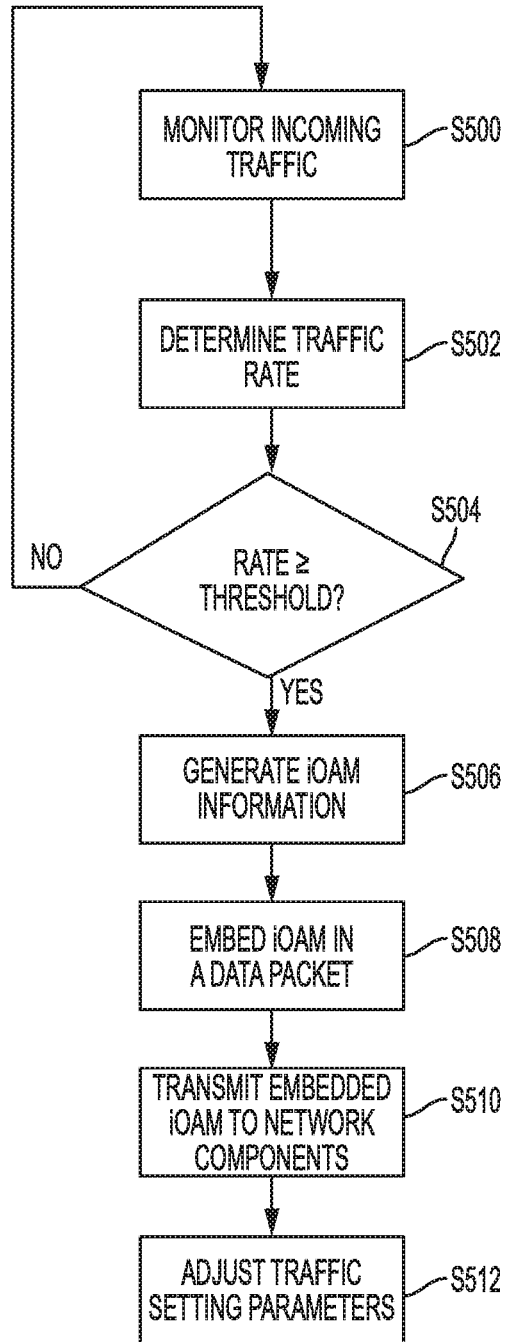 MONITOR INCOMING
TRAFFIC
S500
DETERMINE TRAFFIC
RATE
S502
S504
NO
RATE ≥
THRESHOLD?
YES
GENERATE iOAM
INFORMATION
S506
EMBED iOAM IN
A DATA PACKET
S508
TRANSMIT EMBEDDED
iOAM TO NETWORK
COMPONENTS
S510
ADJUST TRAFFIC
SETTING PARAMETERS
S512